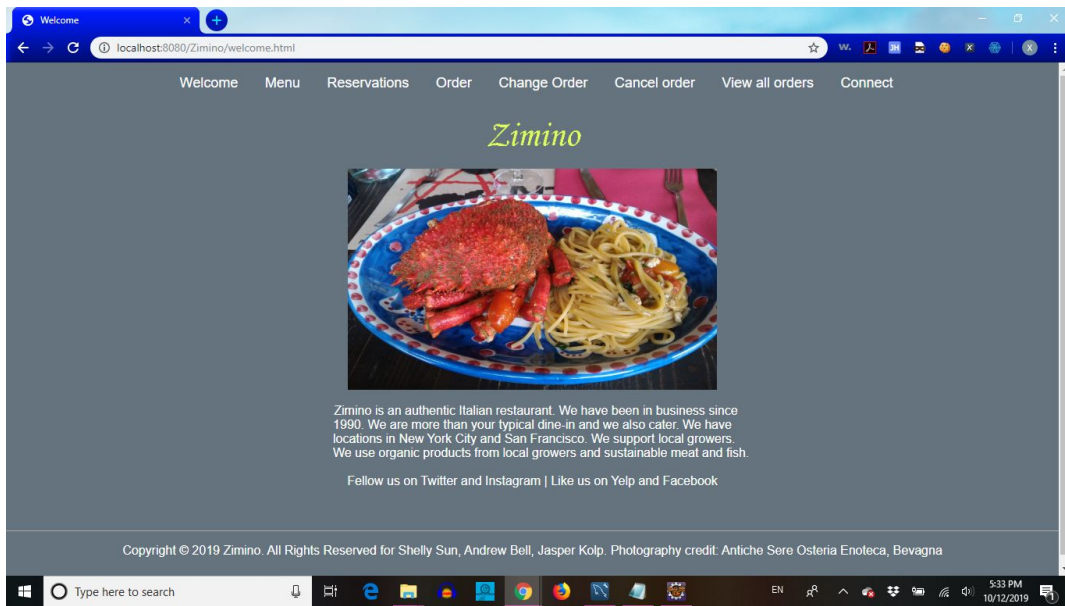 Welcome
localhost:8080/Zimino/welcome.html
W.
JH
X
X
Welcome Menu Reservations Order Change Order Cancel order View all orders Connect
Zimino
Zimino is an authentic Italian restaurant. We have been in business since
1990. We are more than your typical dine-in and we also cater. We have
locations in New York City and San Francisco. We support local growers.
We use organic products from local growers and sustainable meat and fish.
Fellow us on Twitter and Instagram | Like us on Yelp and Facebook
Copyright © 2019 Zimino. All Rights Reserved for Shelly Sun, Andrew Bell, Jasper Kolp. Photography credit: Antiche Sere Osteria Enoteca, Bevagna
Type here to search
EN
5:33 PM
10/12/2019